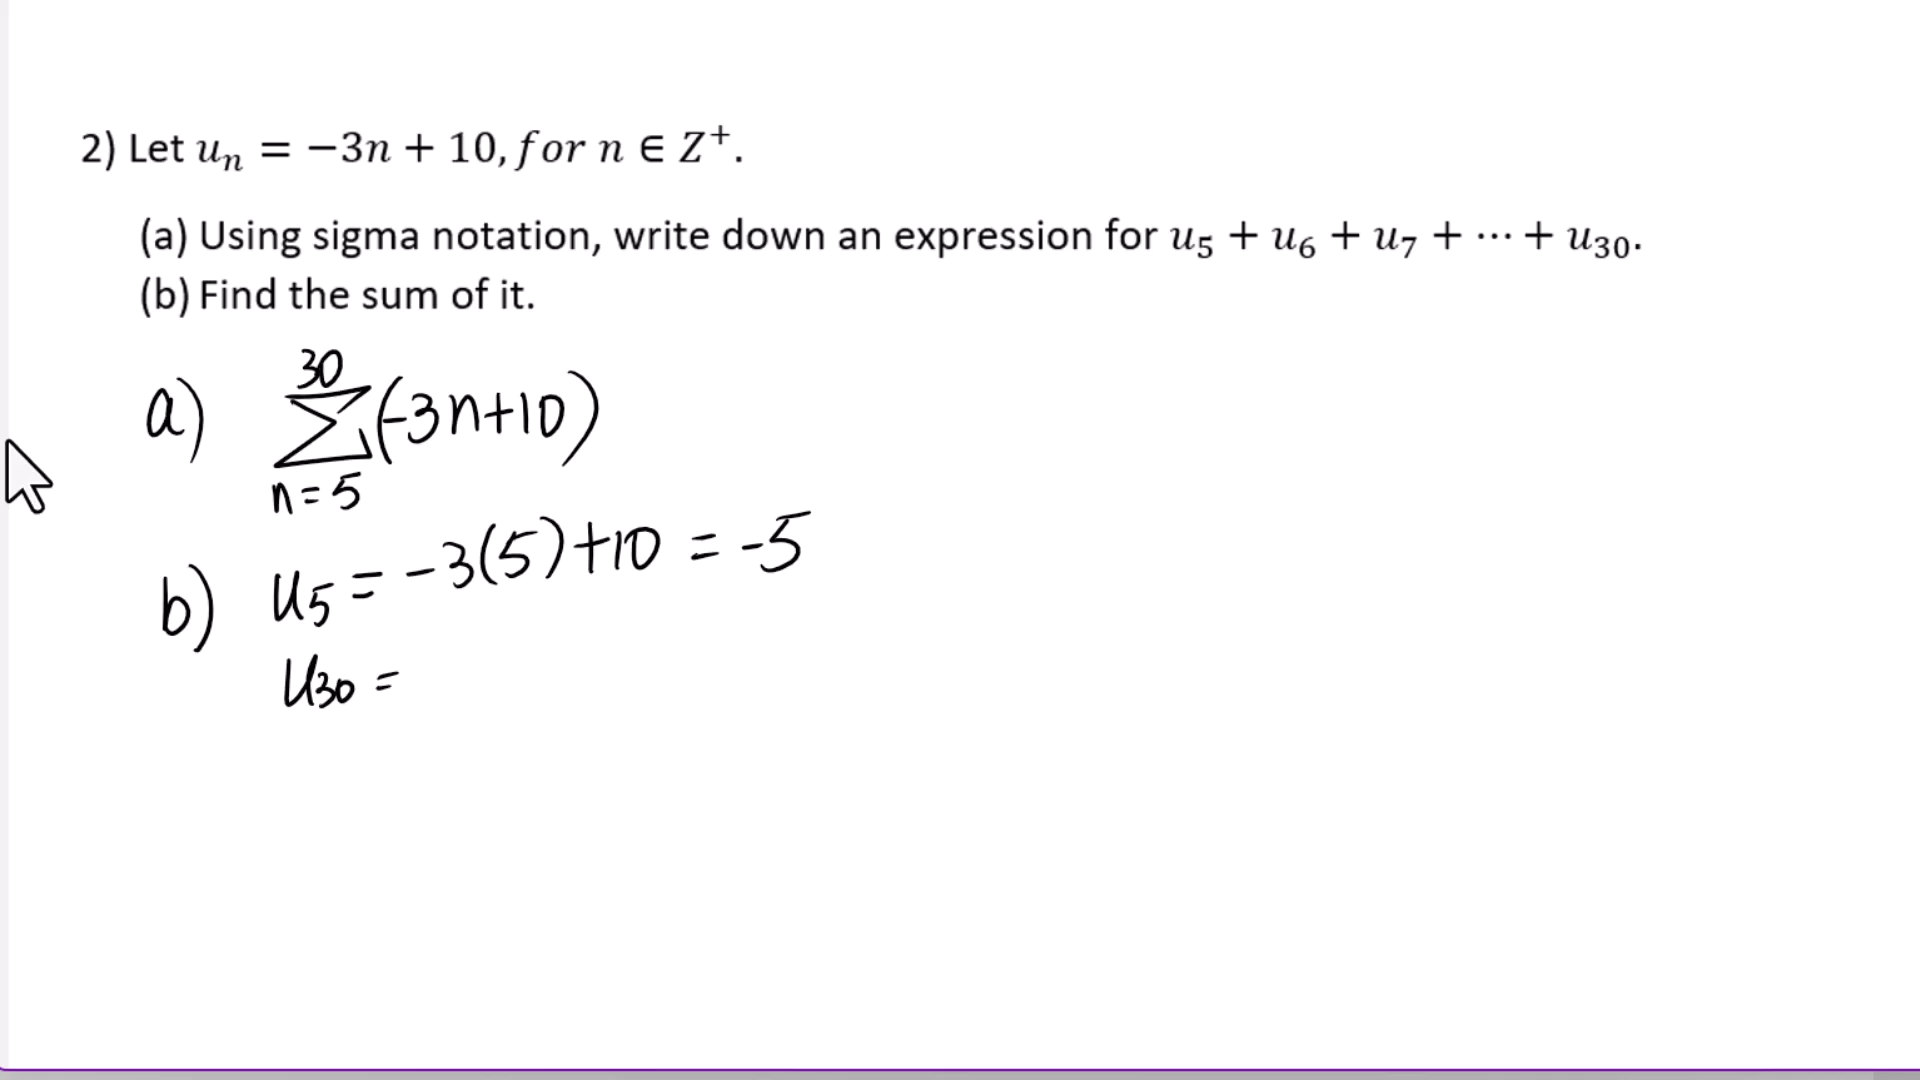 2) Let uₙ = −3n + 10, for n ∈ Z⁺.
(a) Using sigma notation, write down an expression for u₅ + u₆ + u₇ + ⋯ + u₃₀.
(b) Find the sum of it.
30
a) ∑(-3n+10)
n=5
b) u₅ = -3(5)+10 = -5
u₃₀ =